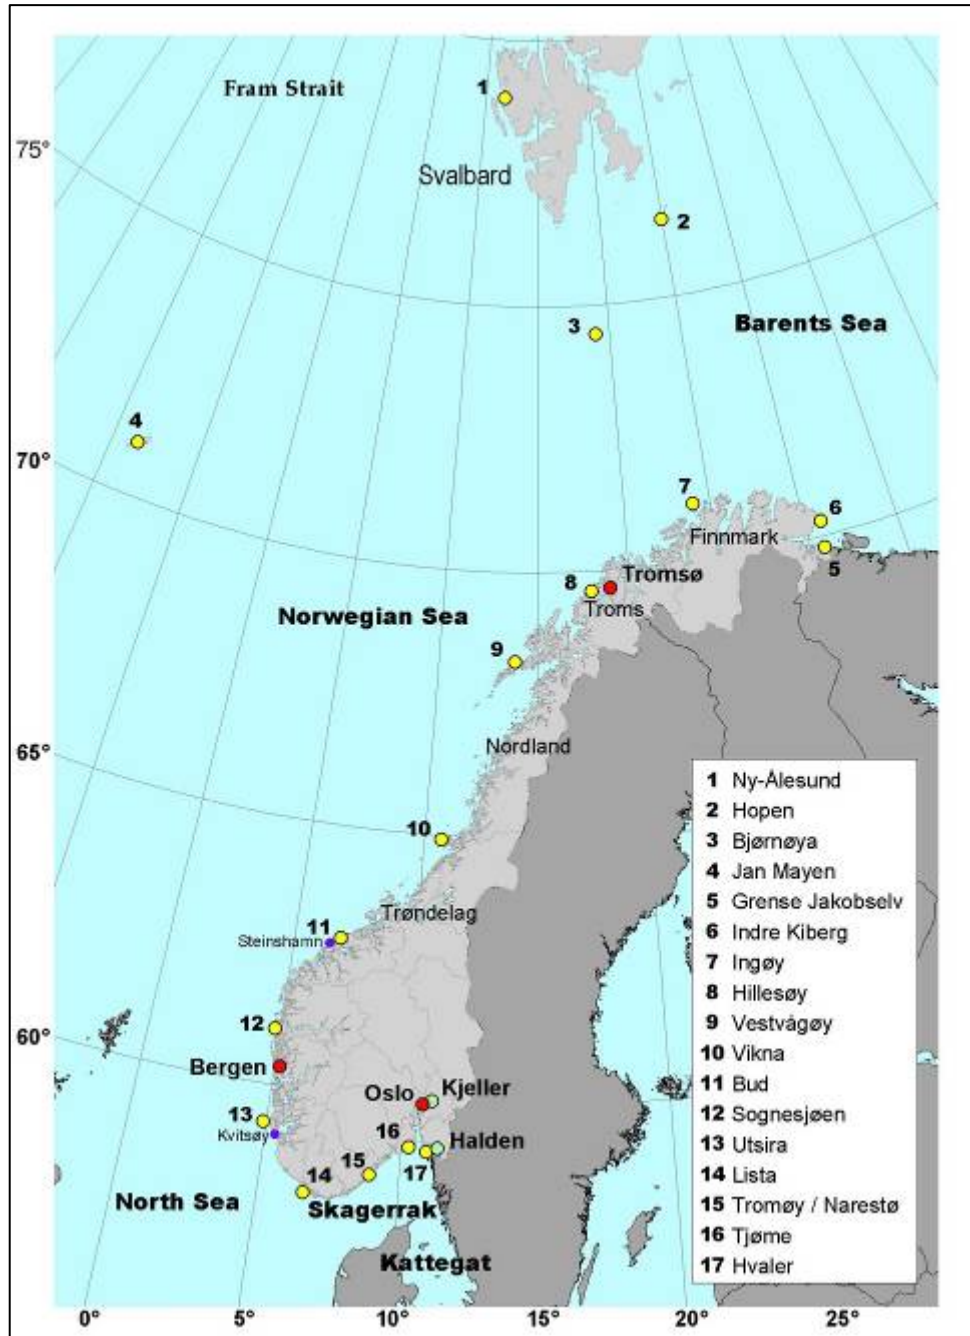 Fram Strait
1
75°
Svalbard
2
3
Barents Sea
4
70°
7
6
Finnmark
5
8
Tromsø
Troms
Norwegian Sea
9
Nordland
65°
10
Trøndelag
11
Steinshamn
12
60°
Bergen
Oslo
Kjeller
13
Kvitsøy
16
Halden
15
17
14
North Sea
Skagerrak
Kattegat
1 Ny-Ålesund
2 Hopen
3 Bjørnøya
4 Jan Mayen
5 Grense Jakobselv
6 Indre Kiberg
7 Ingøy
8 Hillesøy
9 Vestvågøy
10 Vikna
11 Bud
12 Sognesjøen
13 Utsira
14 Lista
15 Tromøy / Narestø
16 Tjøme
17 Hvaler
0° 5° 10° 15° 20° 25°